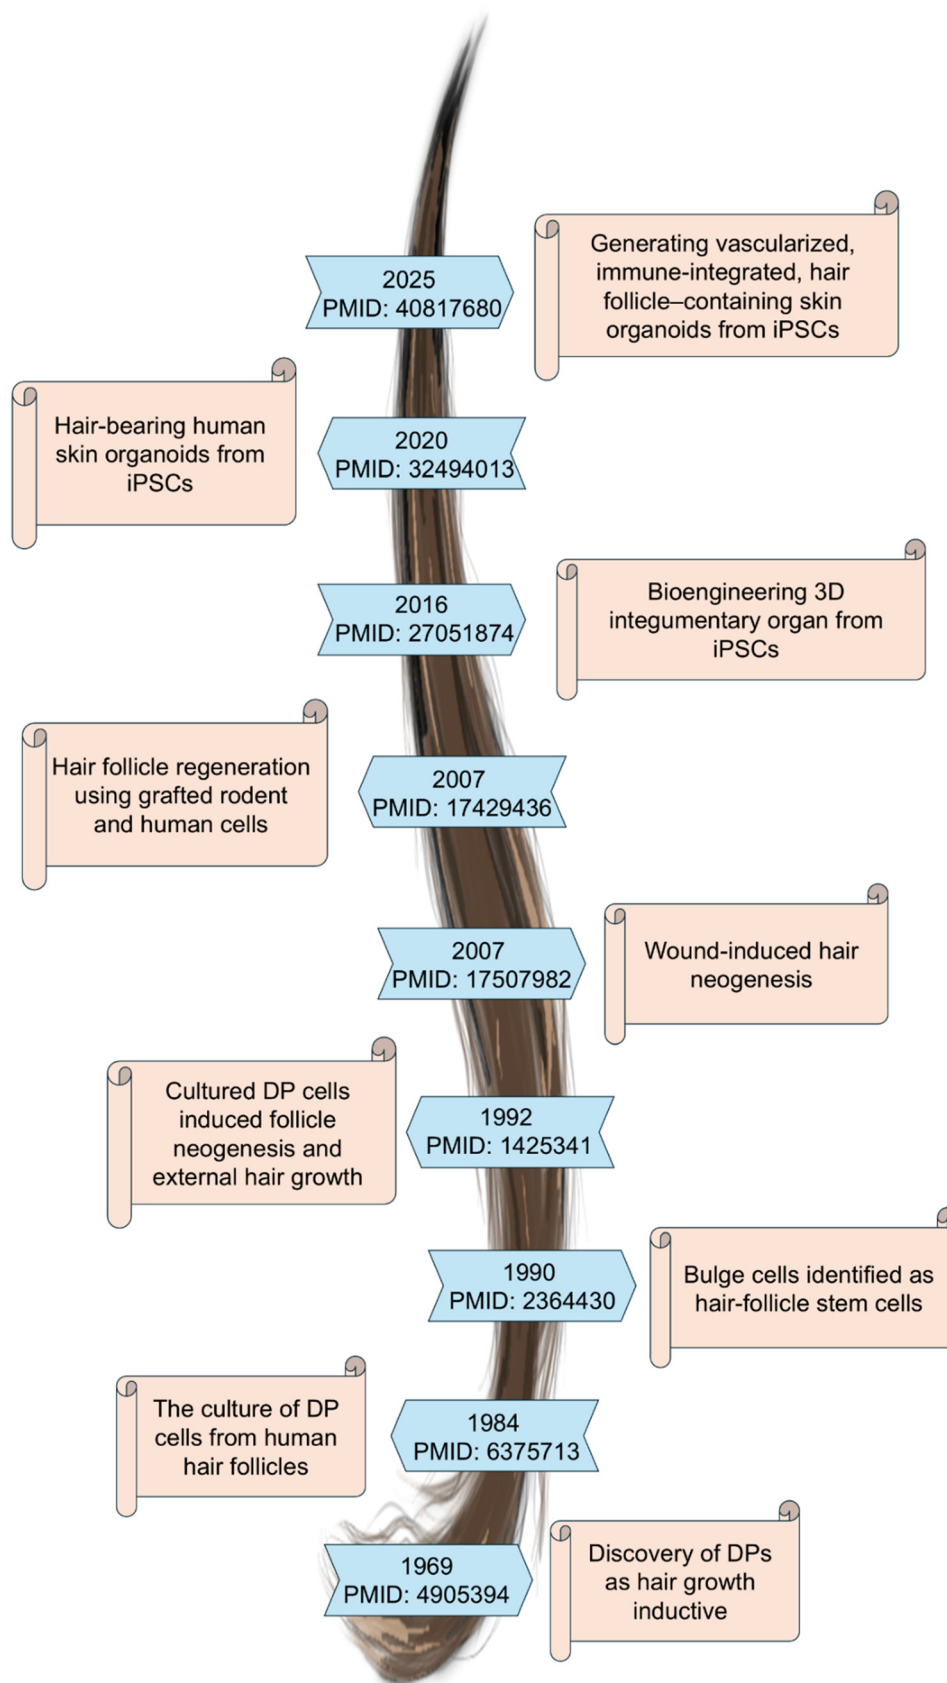 2025
PMID: 40817680
Generating vascularized,
immune-integrated, hair
follicle–containing skin
organoids from iPSCs
2020
PMID: 32494013
Hair-bearing human
skin organoids from
iPSCs
2016
PMID: 27051874
Bioengineering 3D
integumentary organ from
iPSCs
2007
PMID: 17429436
Hair follicle regeneration
using grafted rodent
and human cells
2007
PMID: 17507982
Wound-induced hair
neogenesis
1992
PMID: 1425341
Cultured DP cells
induced follicle
neogenesis and
external hair growth
1990
PMID: 2364430
Bulge cells identified as
hair-follicle stem cells
1984
PMID: 6375713
The culture of DP
cells from human
hair follicles
1969
PMID: 4905394
Discovery of DPs
as hair growth
inductive